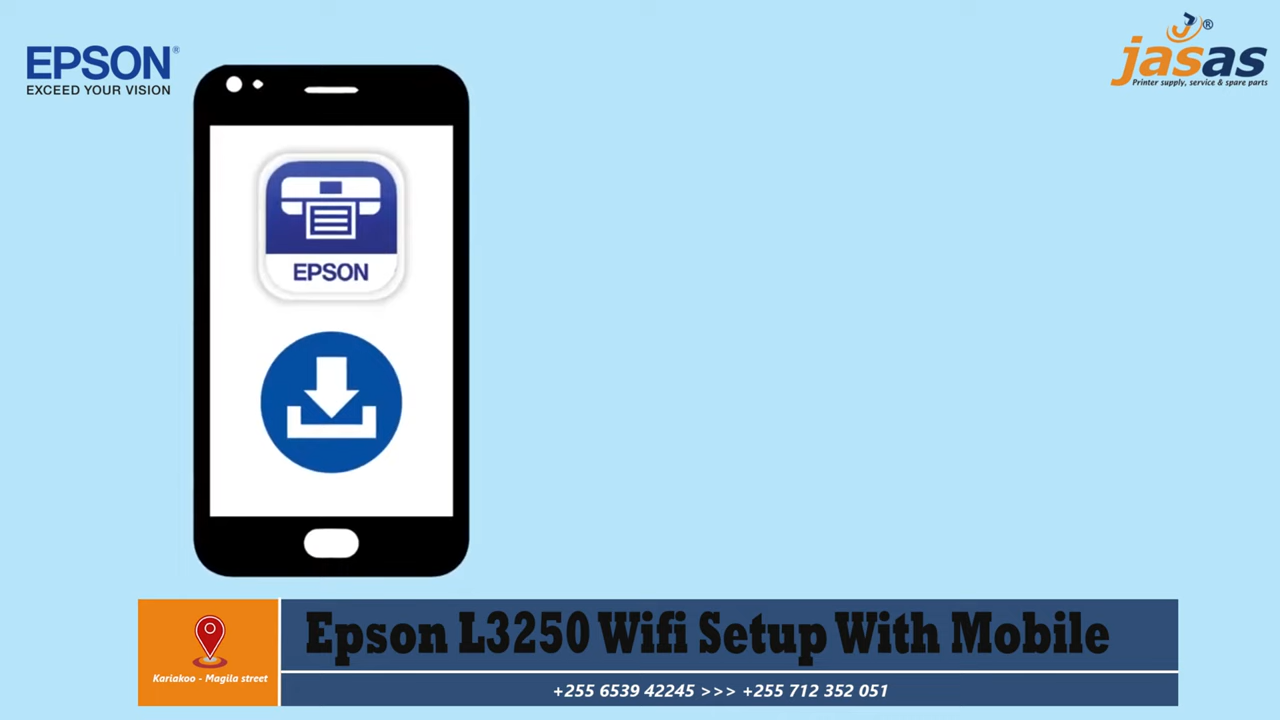 EPSON®
EXCEED YOUR VISION
jasas®
Printer supply, service & spare parts
EPSON
Epson L3250 Wifi Setup With Mobile
Kariakoo - Magila street
+255 6539 42245 >>> +255 712 352 051